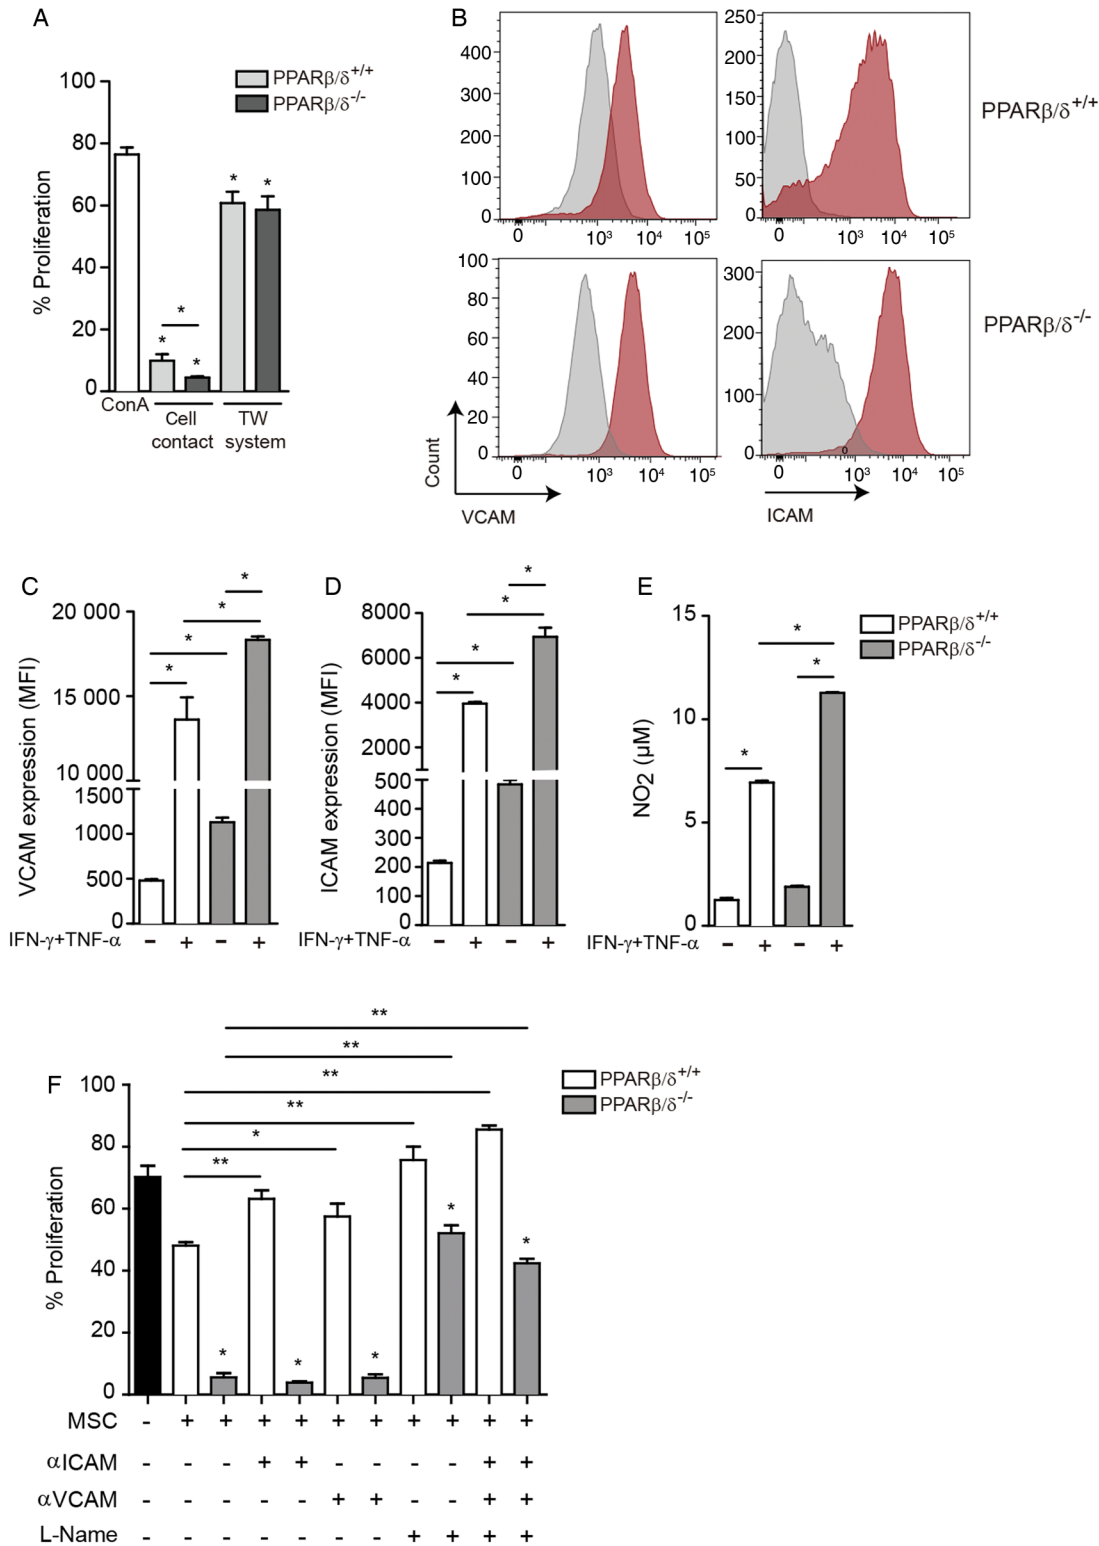 A
PPARβ/δ+/+
PPARβ/δ-/-
% Proliferation
100
80
60
40
20
0
* * * * *
ConA
Cell contact
TW system
B
400
300
200
100
0
0 10³ 10⁴ 10⁵
250
200
150
100
50
0
0 10³ 10⁴ 10⁵
PPARβ/δ+/+
100
80
60
40
20
0
0 10³ 10⁴ 10⁵
300
200
100
0
0
0 10³ 10⁴ 10⁵
PPARβ/δ-/-
Count
VCAM
ICAM
C
VCAM expression (MFI)
20 000
15 000
10 000
1500
1000
500
0
* * * *
IFN-γ+TNF-α - + - +
D
ICAM expression (MFI)
8000
6000
4000
2000
500
400
300
200
100
0
* * * *
IFN-γ+TNF-α - + - +
E
NO2 (µM)
15
10
5
0
* * *
IFN-γ+TNF-α - + - +
PPARβ/δ+/+
PPARβ/δ-/-
F
PPARβ/δ+/+
PPARβ/δ-/-
% Proliferation
100
80
60
40
20
0
**
**
**
**
*
**
* * * * *
MSC - + + + + + + + + + +
αICAM - - - + + - - - - + +
αVCAM - - - - - + + - - + +
L-Name - - - - - - - + + + +